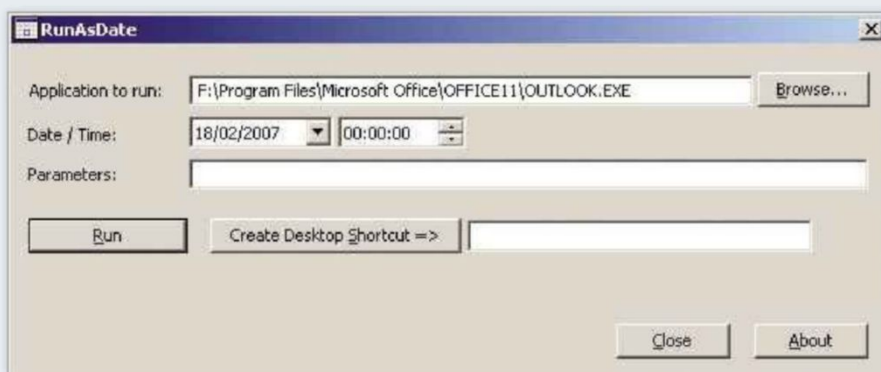 RunAsDate
Application to run: F:\Program Files\Microsoft Office\OFFICE11\OUTLOOK.EXE Browse...
Date / Time: 18/02/2007 00:00:00
Parameters:
Run Create Desktop Shortcut =>
Close About